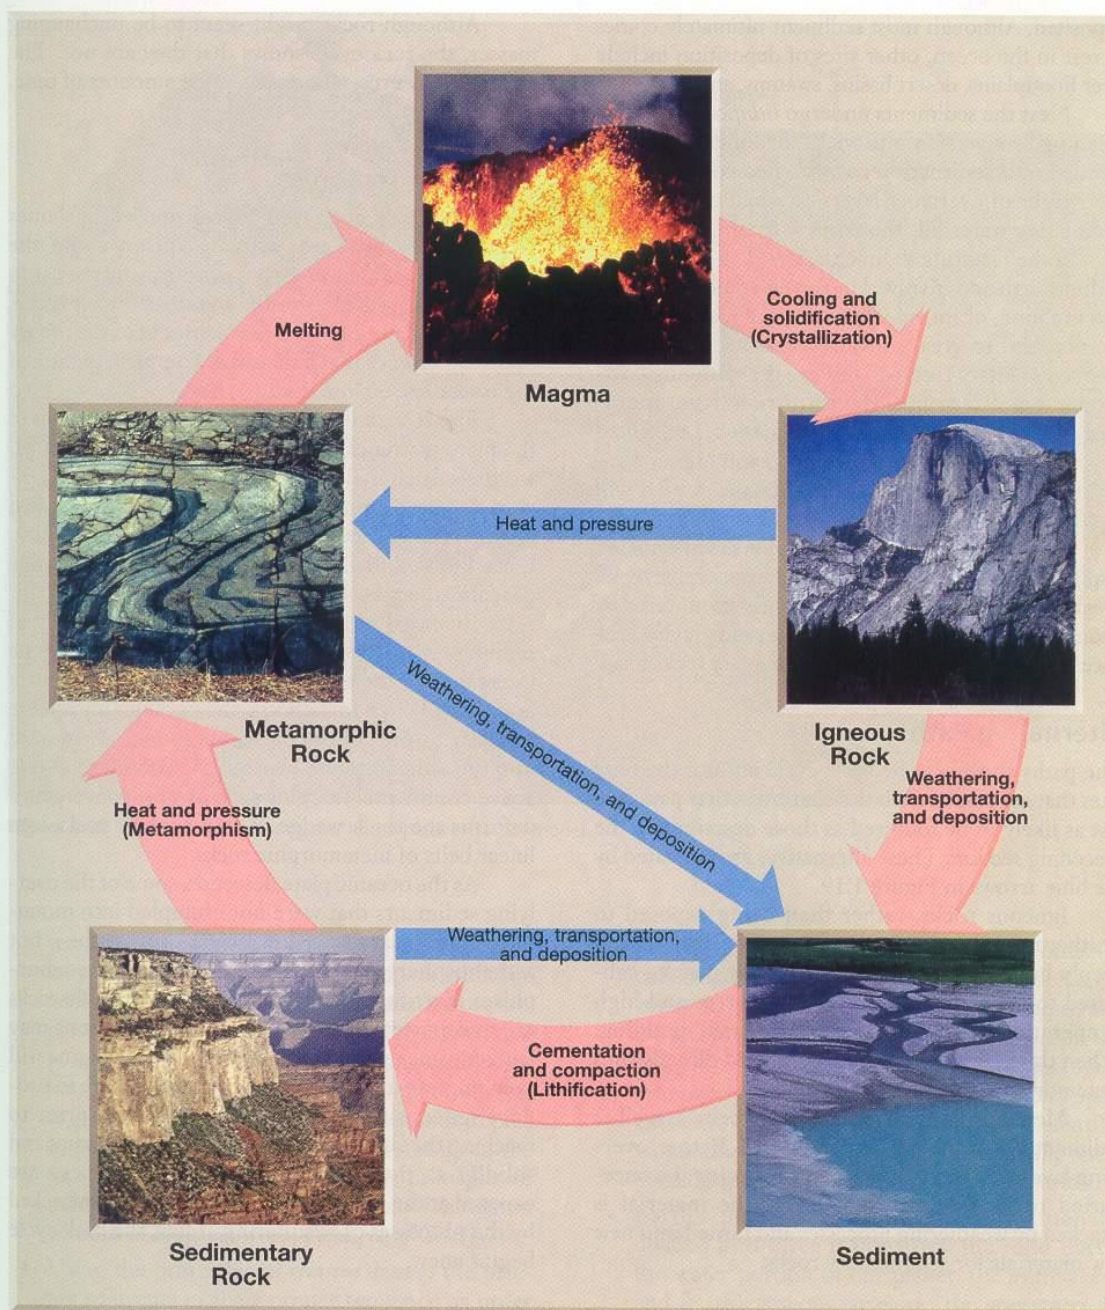 Melting
Cooling and
solidification
(Crystallization)
Magma
Heat and pressure
Metamorphic
Rock
Igneous
Rock
Weathering, transportation, and deposition
Weathering,
transportation,
and deposition
Heat and pressure
(Metamorphism)
Weathering, transportation,
and deposition
Cementation
and compaction
(Lithification)
Sedimentary
Rock
Sediment